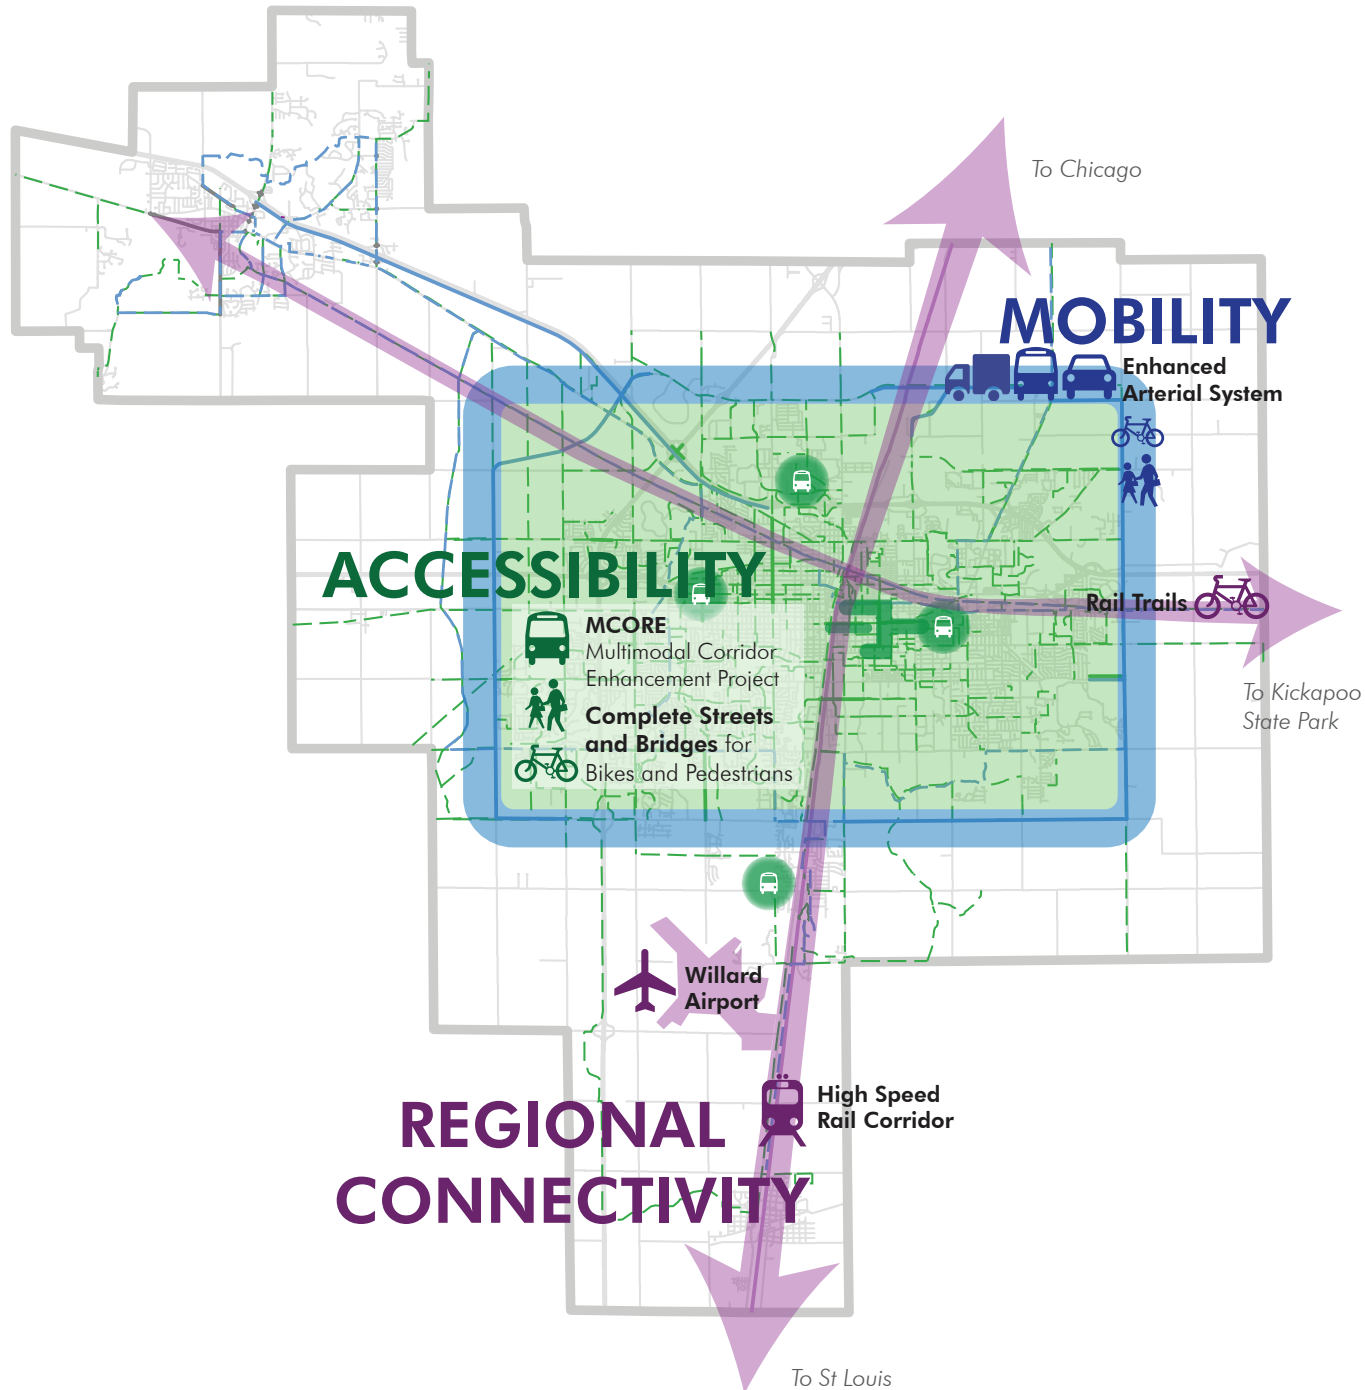 To Chicago
MOBILITY
Enhanced
Arterial System
ACCESSIBILITY
MCORE
Multimodal Corridor
Enhancement Project
Complete Streets
and Bridges for
Bikes and Pedestrians
Rail Trails
To Kickapoo
State Park
Willard
Airport
High Speed
Rail Corridor
REGIONAL
CONNECTIVITY
To St Louis